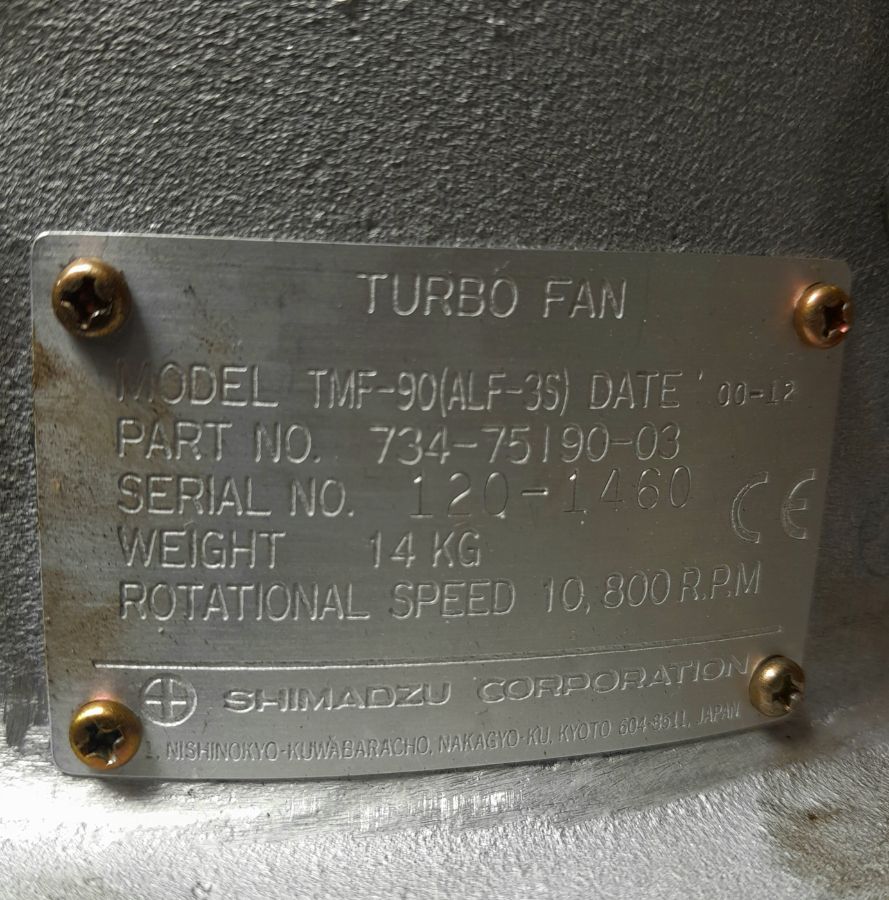 TURBO FAN
MODEL TMF-90(ALF-3S) DATE '00-12
PART NO. 734-75190-03
SERIAL NO. 120-1460
WEIGHT 14 KG
ROTATIONAL SPEED 10,800 R.P.M
CE
SHIMADZU CORPORATION
1, NISHINOKYO-KUWABARACHO, NAKAGYO-KU, KYOTO 604-8511, JAPAN